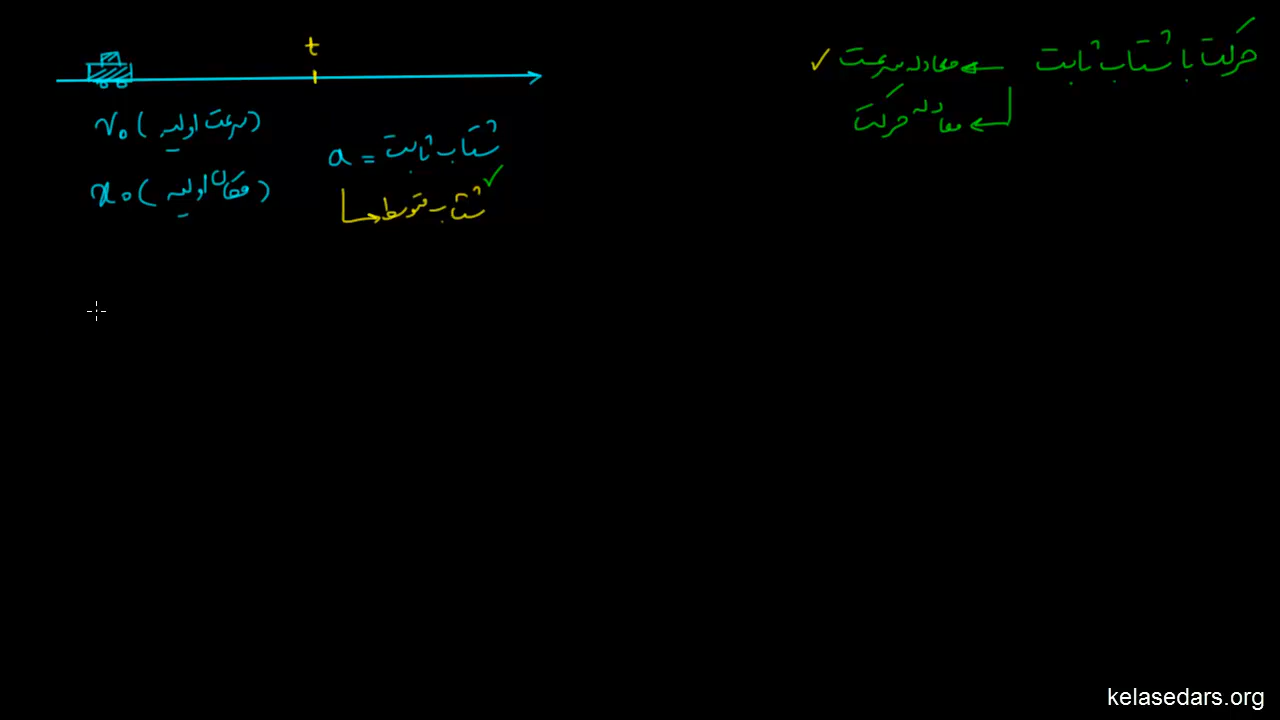 حرکت با شتاب ثابت ← معادله سرعت ✓
← معادله حرکت
t
v₀ (سرعت اولیه)
a = شتاب ثابت
x₀ (مکان اولیه)
شتاب متوسط ✓
kelasedars.org